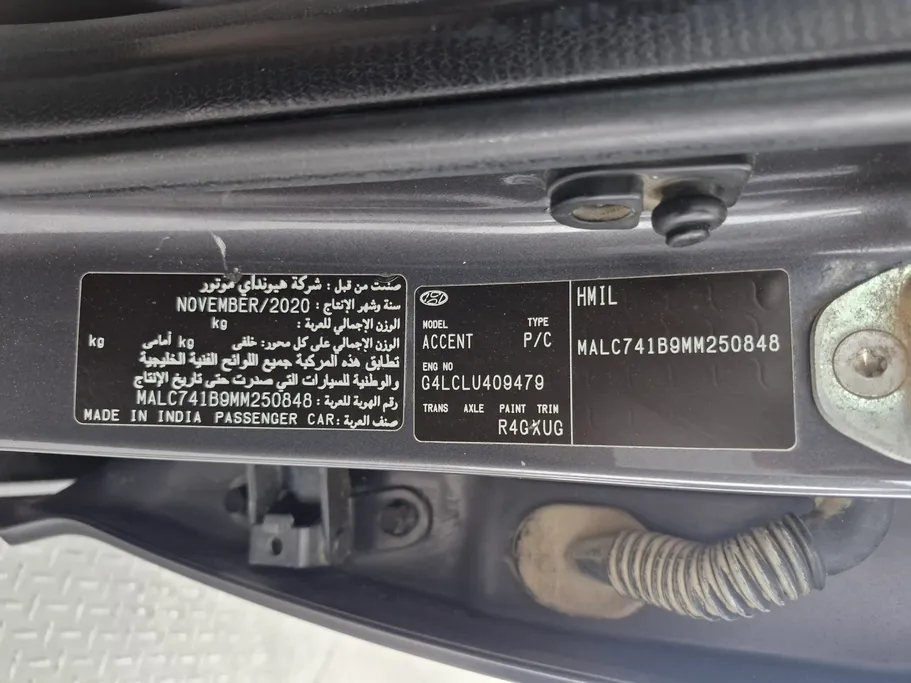 صنعت من قبل : شركة هيونداي موتور
سنة وشهر الإنتاج : NOVEMBER/2020
الوزن الإجمالي للعربة : kg
الوزن الإجمالي على كل محور: خلفى kg أمامى kg
تطابق هذه المركبة جميع اللوائح الفنية الخليجية
والوطنية للسيارات التي صدرت حتى تاريخ الإنتاج
رقم الهوية للعربة : MALC741B9MM250848
صنف العربة : MADE IN INDIA PASSENGER CAR
MODEL TYPE
ACCENT P/C
ENG NO
G4LCLU409479
TRANS AXLE PAINT TRIM
R4G UG
HMIL
MALC741B9MM250848